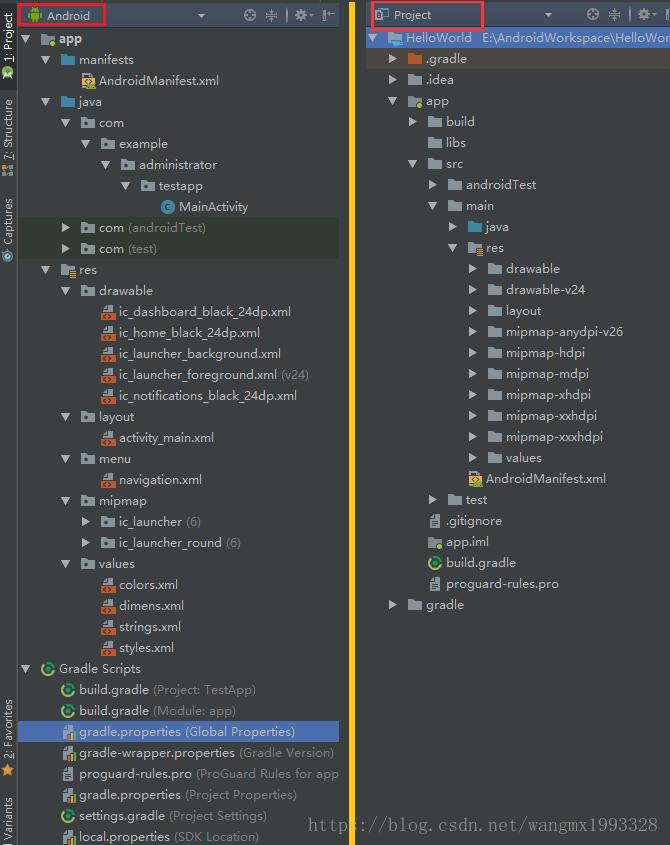 1: Project
7: Structure
Captures
2: Favorites
Variants
Android
app
manifests
AndroidManifest.xml
java
com
example
administrator
testapp
MainActivity
com (androidTest)
com (test)
res
drawable
ic_dashboard_black_24dp.xml
ic_home_black_24dp.xml
ic_launcher_background.xml
ic_launcher_foreground.xml (v24)
ic_notifications_black_24dp.xml
layout
activity_main.xml
menu
navigation.xml
mipmap
ic_launcher (6)
ic_launcher_round (6)
values
colors.xml
dimens.xml
strings.xml
styles.xml
Gradle Scripts
build.gradle (Project: TestApp)
build.gradle (Module: app)
gradle.properties (Global Properties)
gradle-wrapper.properties (Gradle Version)
proguard-rules.pro (ProGuard Rules for app
gradle.properties (Project Properties)
settings.gradle (Project Settings)
local.properties (SDK Location)
Project
HelloWorld E:\AndroidWorkspace\HelloWor
.gradle
.idea
app
build
libs
src
androidTest
main
java
res
drawable
drawable-v24
layout
mipmap-anydpi-v26
mipmap-hdpi
mipmap-mdpi
mipmap-xhdpi
mipmap-xxhdpi
mipmap-xxxhdpi
values
AndroidManifest.xml
test
.gitignore
app.iml
build.gradle
proguard-rules.pro
gradle
https://blog.csdn.net/wangmx1993328